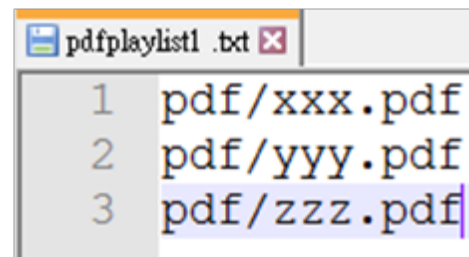 pdfplaylist1 .txt
1 pdf/xxx.pdf
2 pdf/yyy.pdf
3 pdf/zzz.pdf